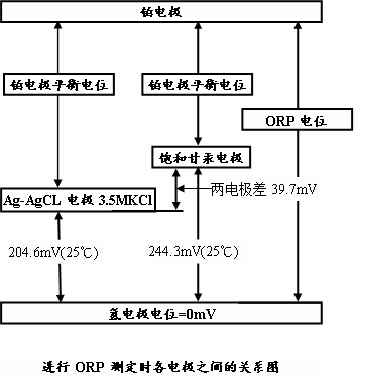 铂电极
铂电极平衡电位
铂电极平衡电位
ORP 电位
饱和甘汞电极
Ag-AgCL 电极 3.5MKCl
两电极差 39.7mV
204.6mV(25℃)
244.3mV(25℃)
氢电极电位=0mV
进行 ORP 测定时各电极之间的关系图